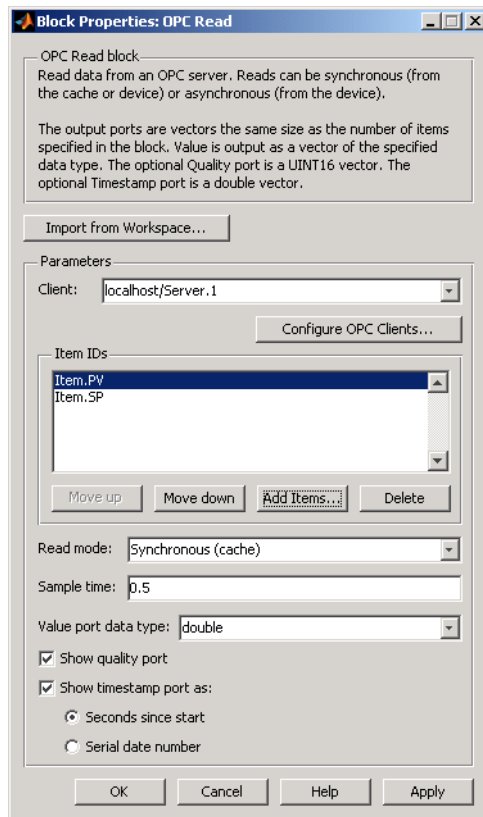 Block Properties: OPC Read
OPC Read block
Read data from an OPC server. Reads can be synchronous (from
the cache or device) or asynchronous (from the device).
The output ports are vectors the same size as the number of items
specified in the block. Value is output as a vector of the specified
data type. The optional Quality port is a UINT16 vector. The
optional Timestamp port is a double vector.
Import from Workspace...
Parameters
Client: localhost/Server.1
Configure OPC Clients...
Item IDs
Item.PV
Item.SP
Move up Move down Add Items... Delete
Read mode: Synchronous (cache)
Sample time: 0.5
Value port data type: double
Show quality port
Show timestamp port as:
Seconds since start
Serial date number
OK Cancel Help Apply